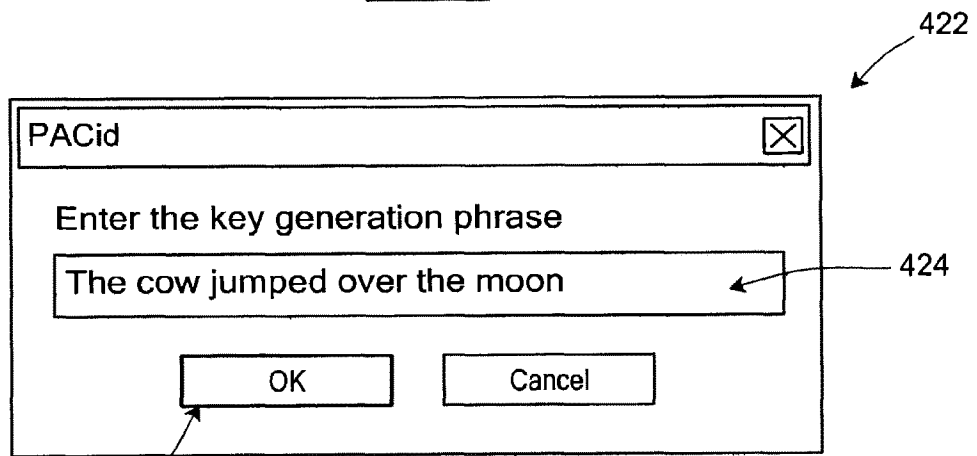 422
PACid
Enter the key generation phrase
The cow jumped over the moon
424
OK Cancel